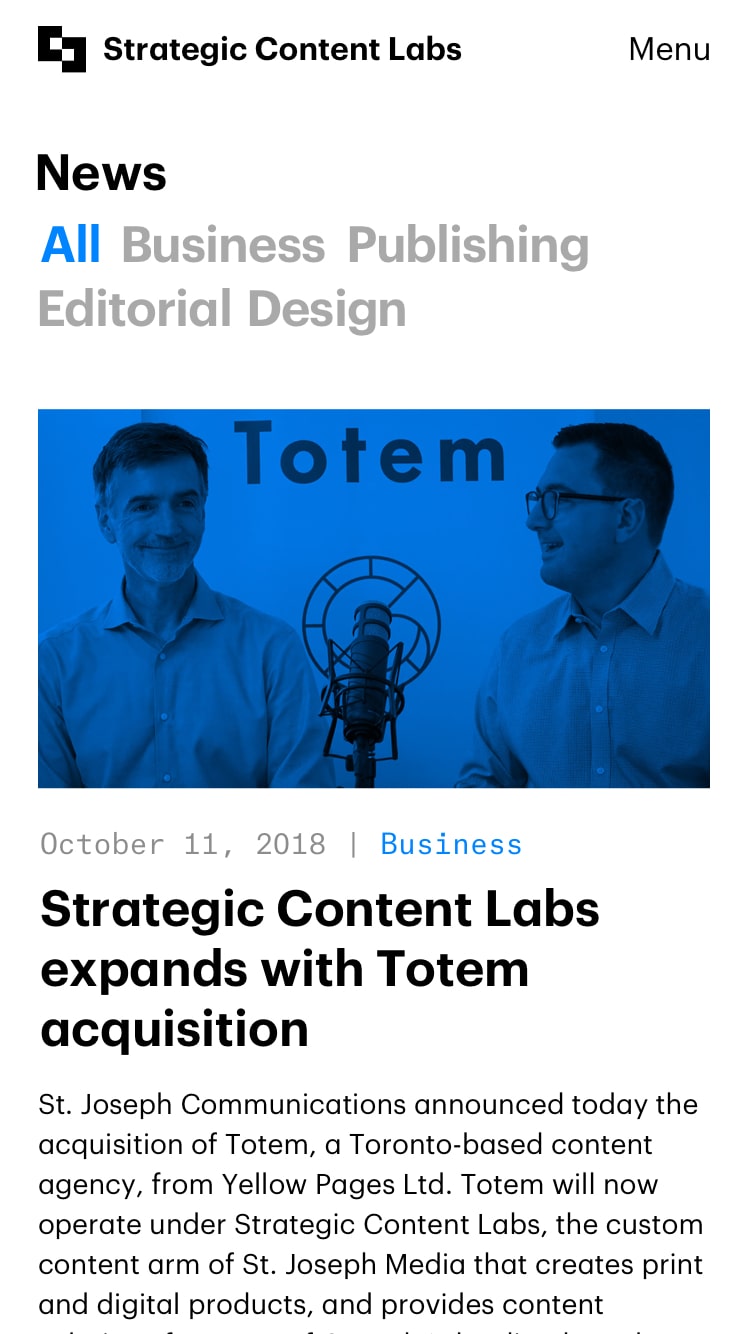 Strategic Content Labs
Menu
News
All Business Publishing
Editorial Design
Totem
October 11, 2018 | Business
Strategic Content Labs
expands with Totem
acquisition
St. Joseph Communications announced today the
acquisition of Totem, a Toronto-based content
agency, from Yellow Pages Ltd. Totem will now
operate under Strategic Content Labs, the custom
content arm of St. Joseph Media that creates print
and digital products, and provides content